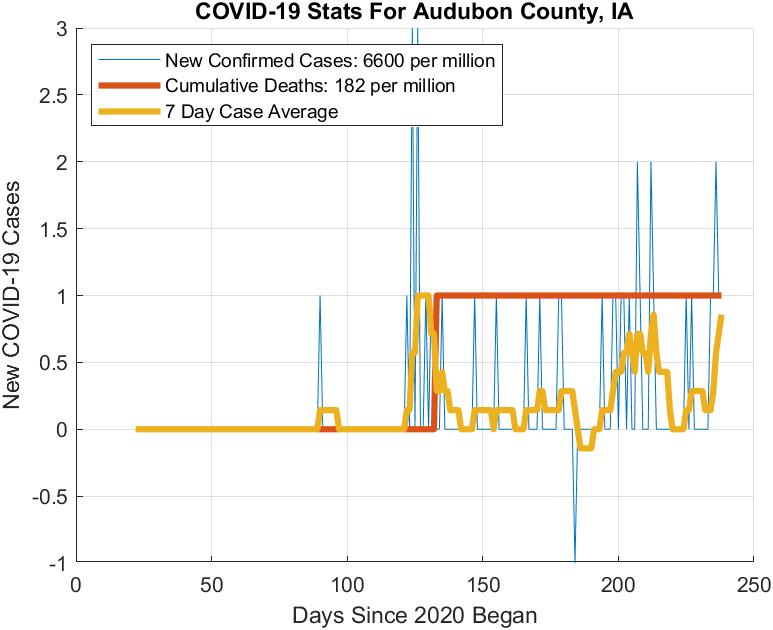 COVID-19 Stats For Audubon County, IA
New Confirmed Cases: 6600 per million
Cumulative Deaths: 182 per million
7 Day Case Average
New COVID-19 Cases
3
2.5
2
1.5
1
0.5
0
-0.5
-1
0 50 100 150 200 250
Days Since 2020 Began